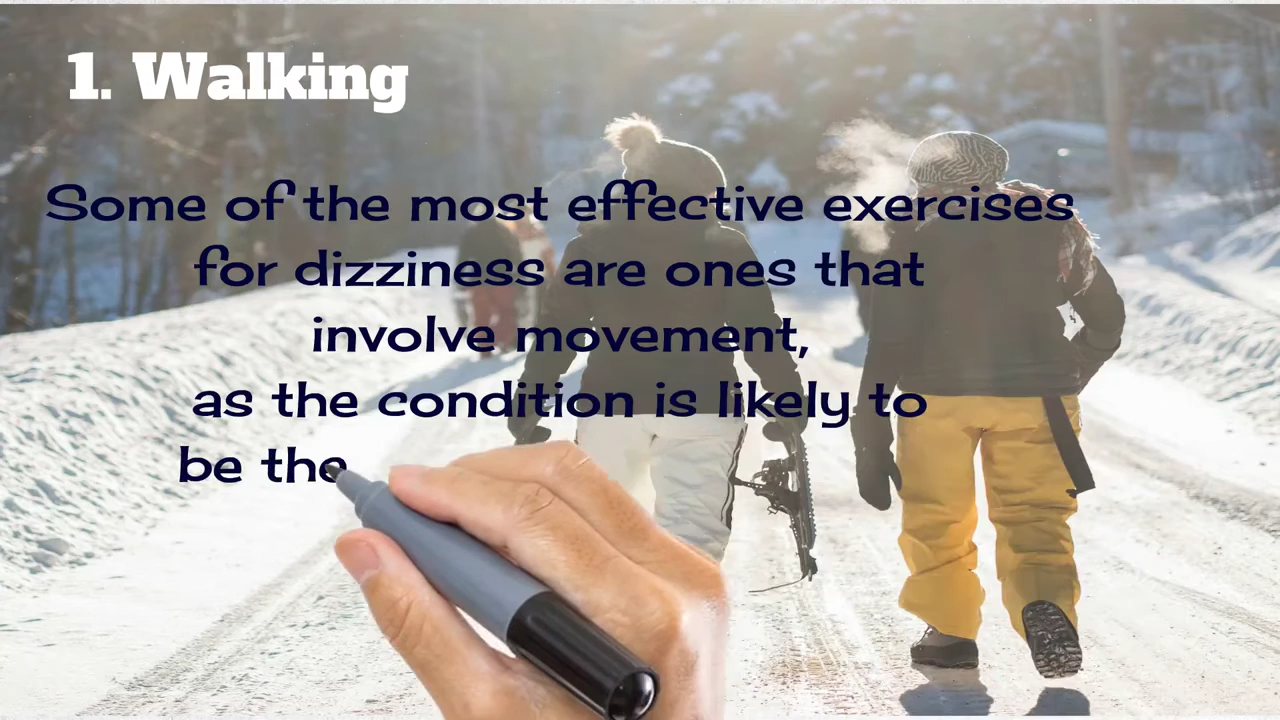 1. Walking
Some of the most effective exercises
for dizziness are ones that
involve movement,
as the condition is likely to
be the